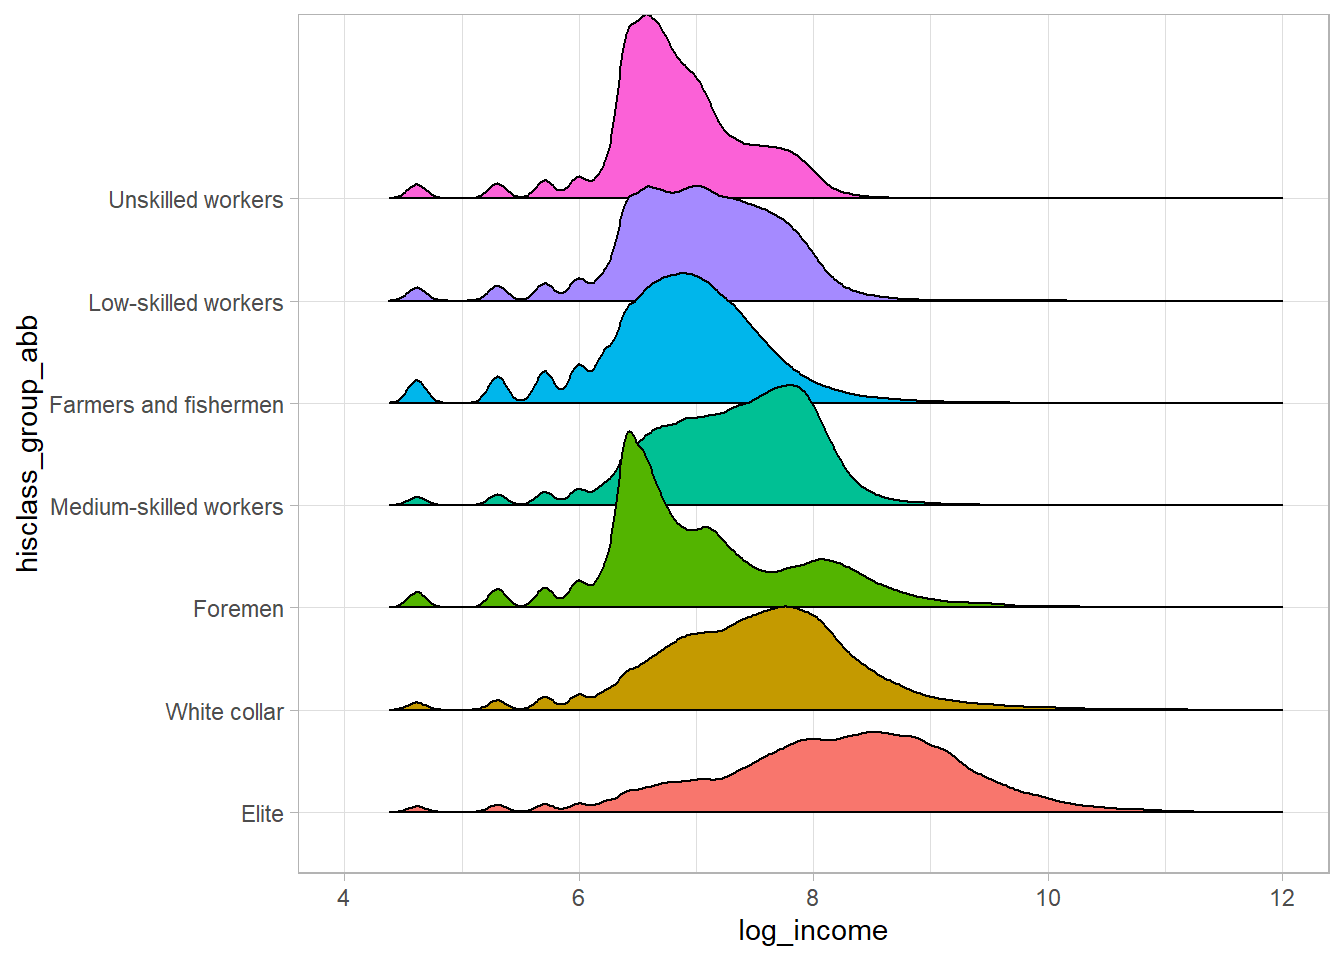 Unskilled workers
Low-skilled workers
Farmers and fishermen
Medium-skilled workers
Foremen
White collar
Elite
hisclass_group_abb
4 6 8 10 12
log_income